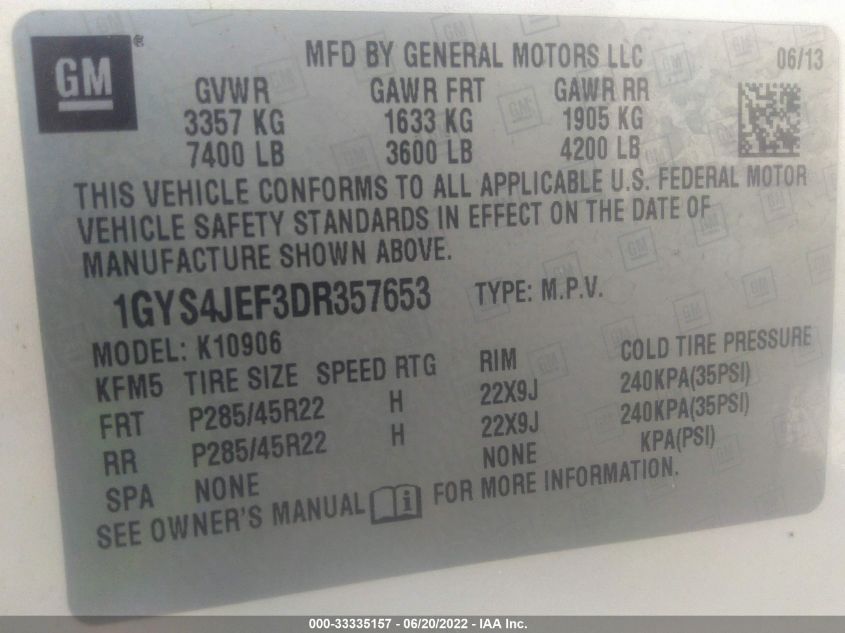 GM ® MFD BY GENERAL MOTORS LLC 06/13
GVWR GAWR FRT GAWR RR
3357 KG 1633 KG 1905 KG
7400 LB 3600 LB 4200 LB
THIS VEHICLE CONFORMS TO ALL APPLICABLE U.S. FEDERAL MOTOR
VEHICLE SAFETY STANDARDS IN EFFECT ON THE DATE OF
MANUFACTURE SHOWN ABOVE.
1GYS4JEF3DR357653 TYPE: M.P.V.
MODEL: K10906
KFM5 TIRE SIZE SPEED RTG RIM COLD TIRE PRESSURE
FRT P285/45R22 H 22X9J 240KPA(35PSI)
RR P285/45R22 H 22X9J 240KPA(35PSI)
SPA NONE NONE KPA(PSI)
SEE OWNER'S MANUAL i FOR MORE INFORMATION.
000-33335157 - 06/20/2022 - IAA Inc.